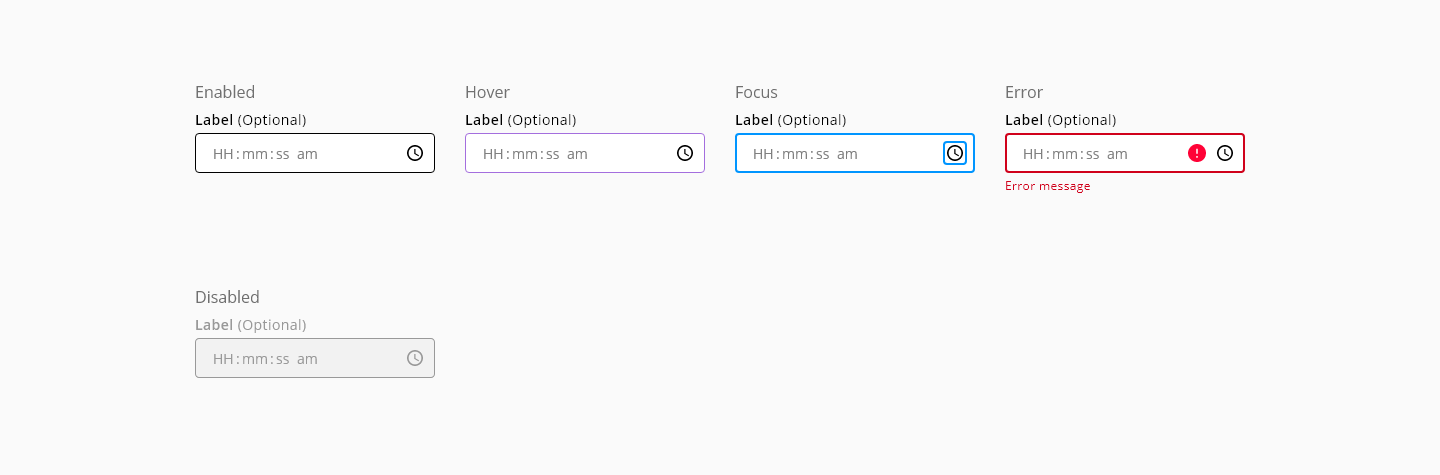 Enabled
Label (Optional)
HH:mm:ss am
Hover
Label (Optional)
HH:mm:ss am
Focus
Label (Optional)
HH:mm:ss am
Error
Label (Optional)
HH:mm:ss am
Error message
Disabled
Label (Optional)
HH:mm:ss am